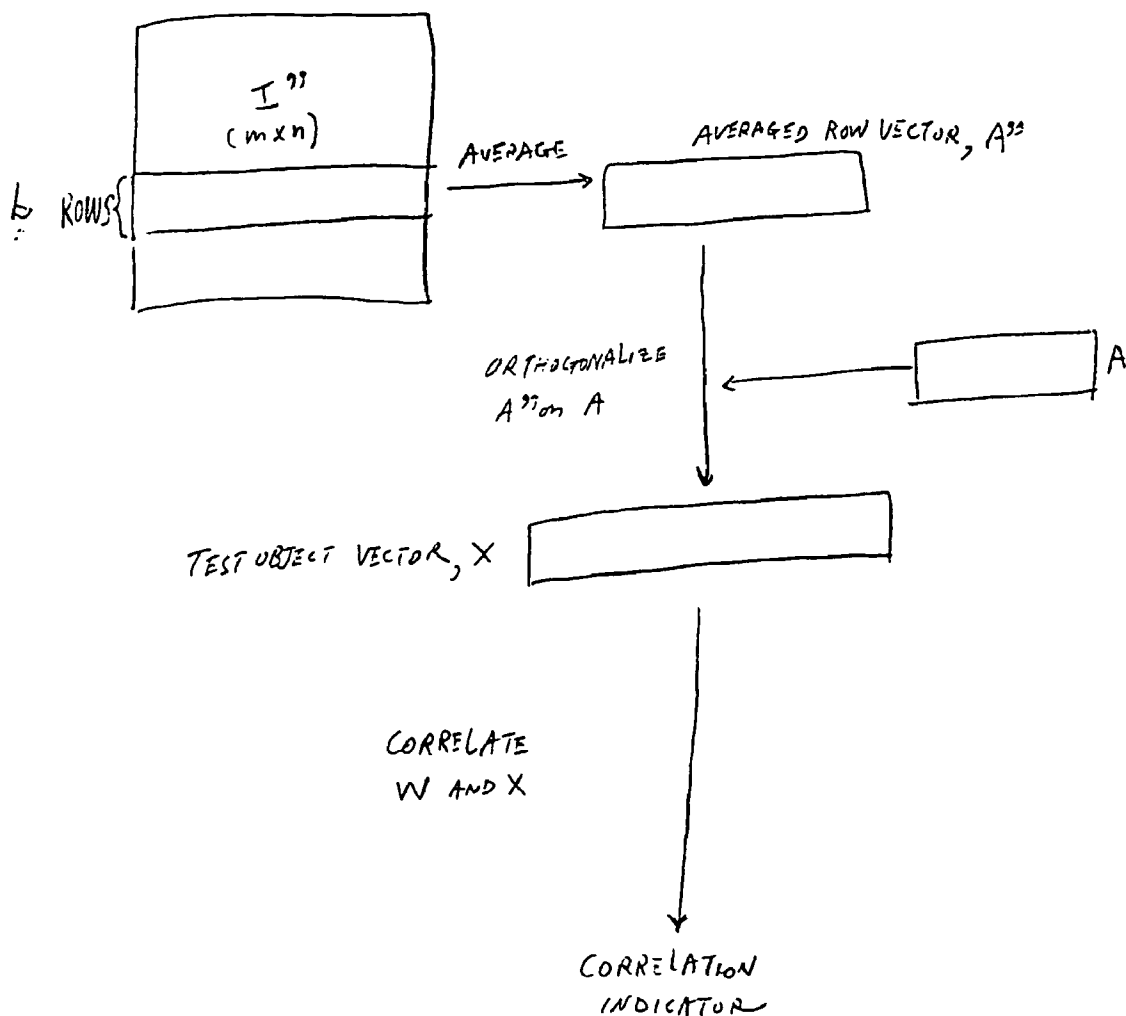 I''
(m x n)
ROWS
AVERAGE
AVERAGED ROW VECTOR, A''
ORTHOGONALIZE
A'' on A
A
TEST OBJECT VECTOR, X
CORRELATE
W AND X
CORRELATION
INDICATOR